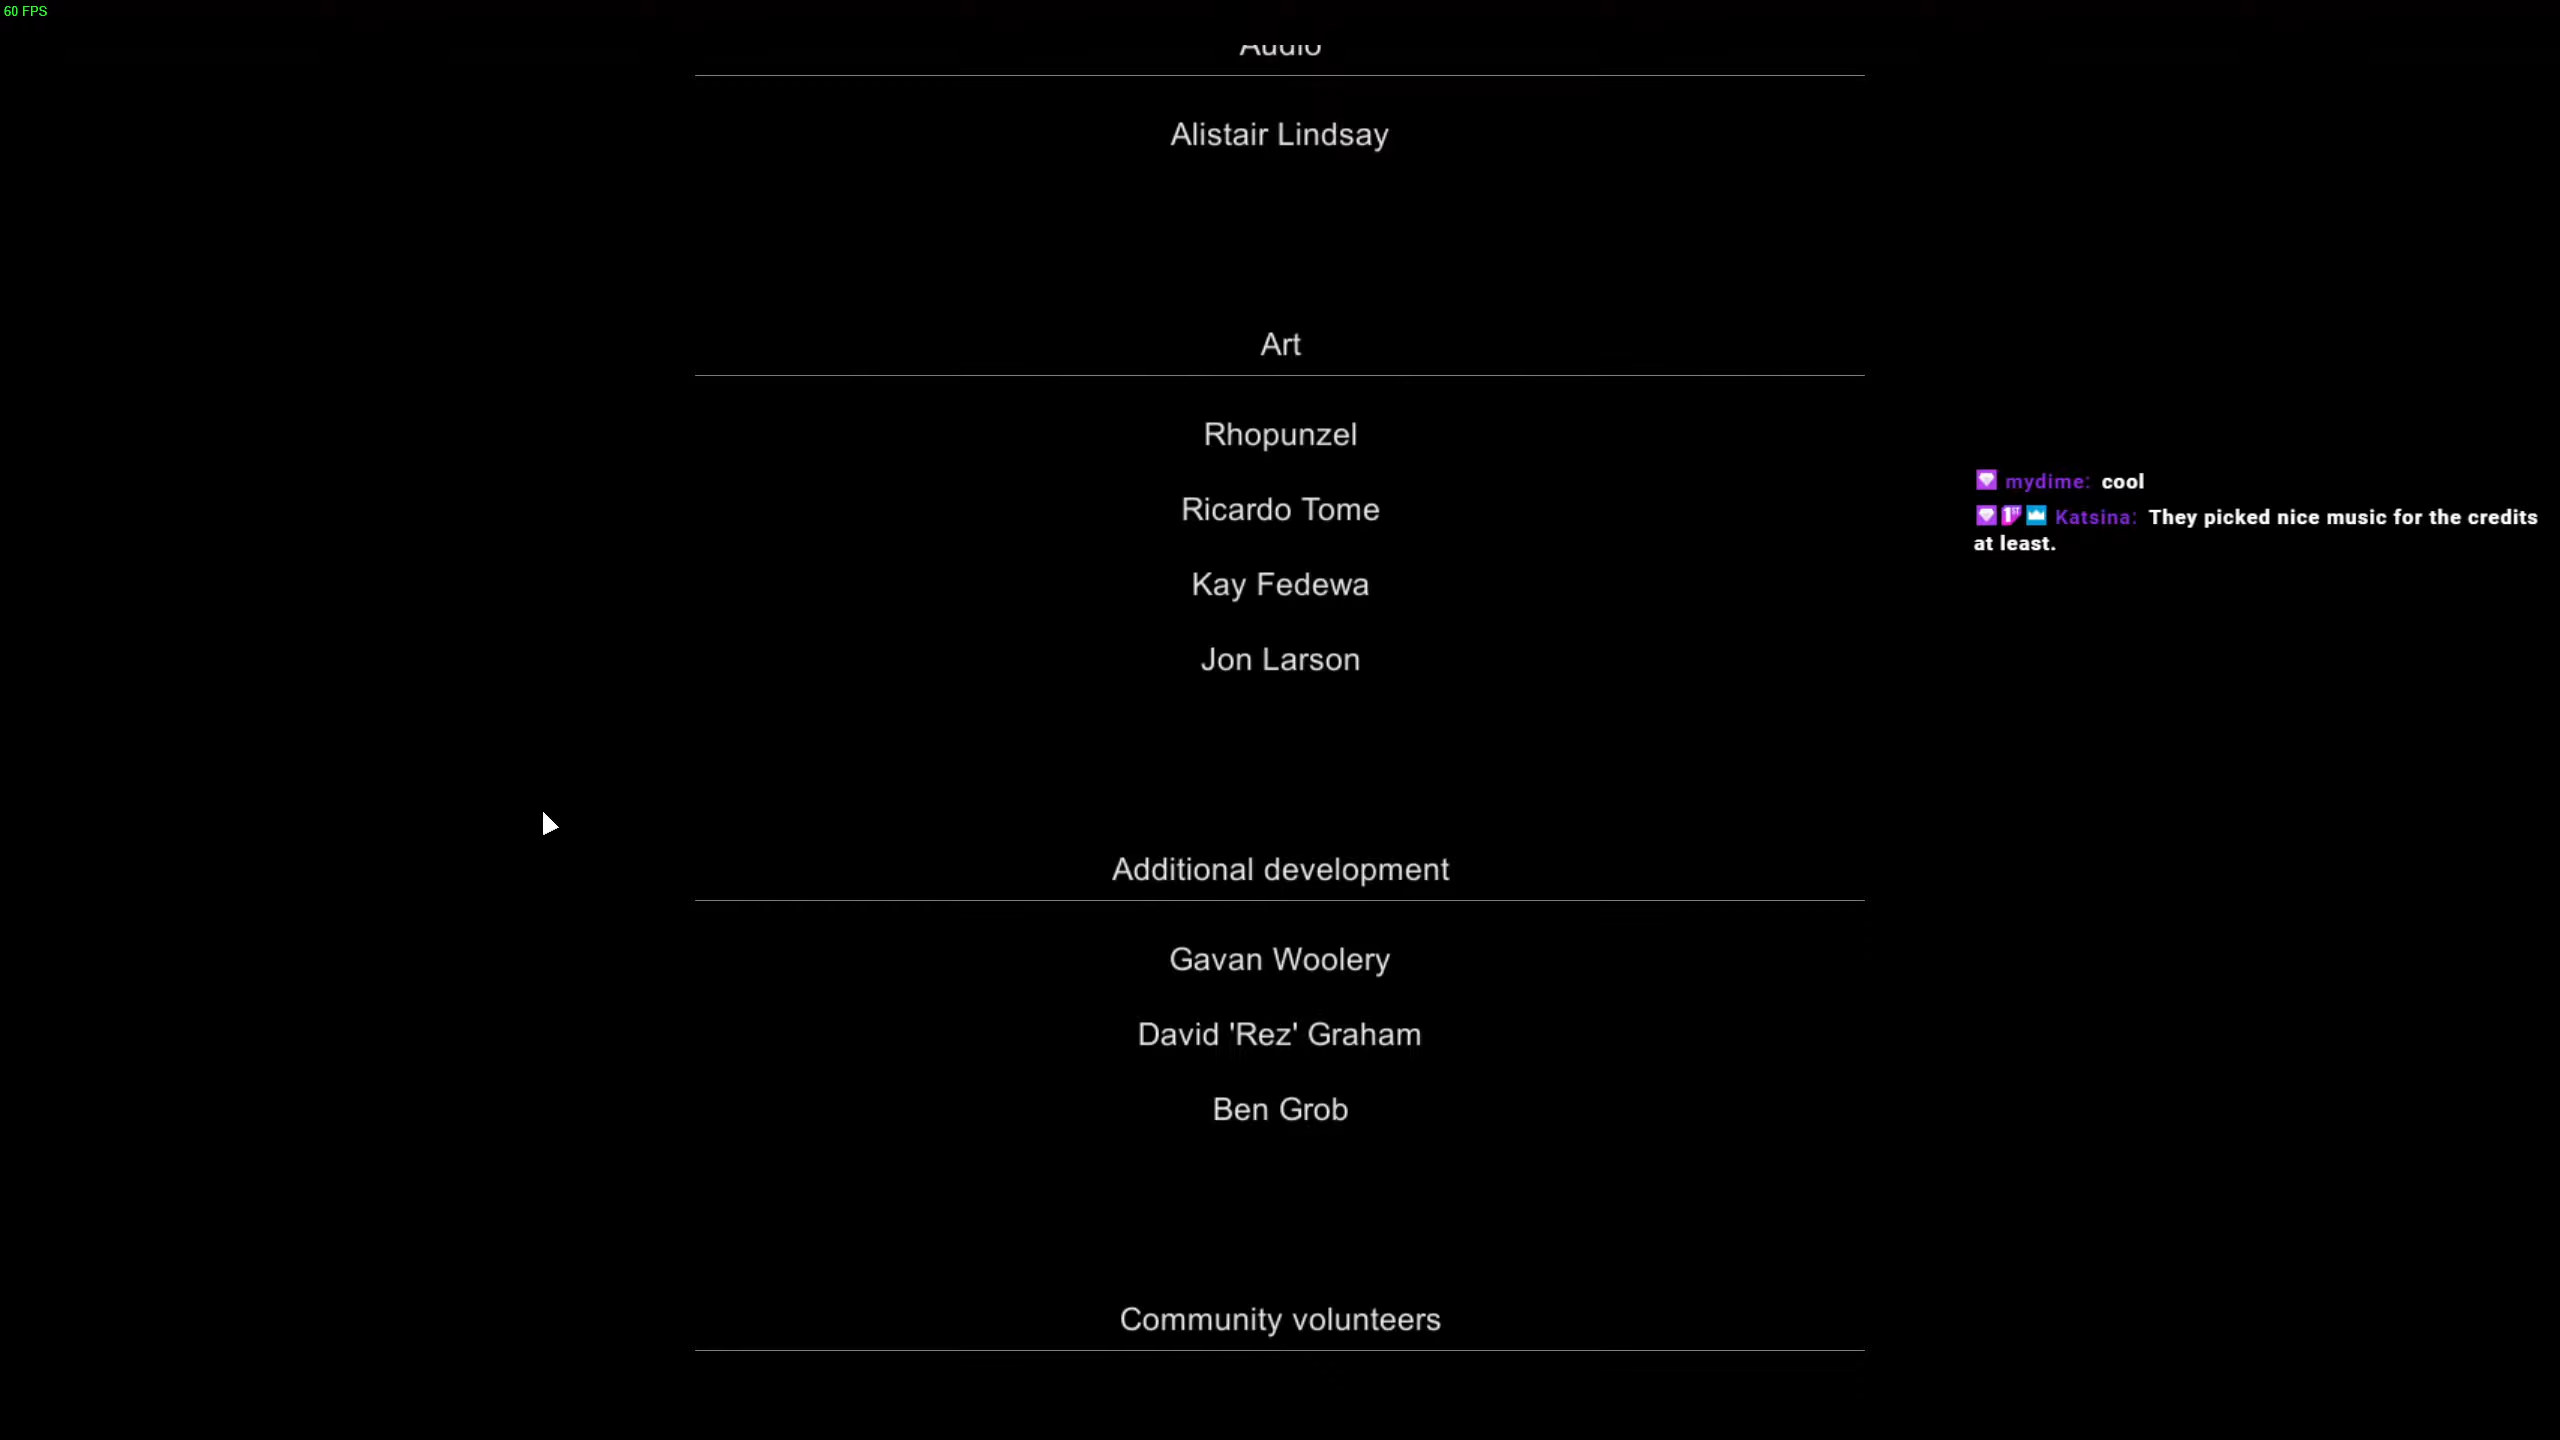 60 FPS
Audio
Alistair Lindsay
Art
Rhopunzel
Ricardo Tome
Kay Fedewa
Jon Larson
mydime: cool
Katsina: They picked nice music for the credits
at least.
Additional development
Gavan Woolery
David 'Rez' Graham
Ben Grob
Community volunteers